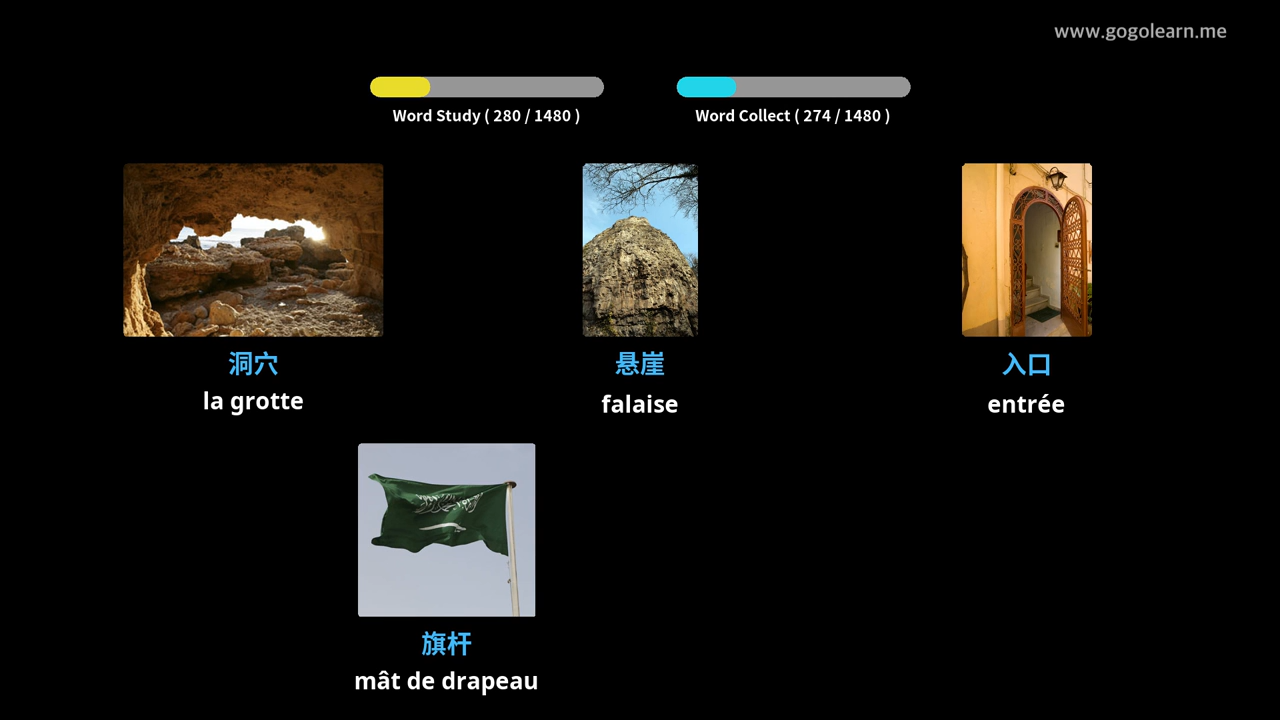 www.gogolearn.me
Word Study ( 280 / 1480 )
Word Collect ( 274 / 1480 )
洞穴
la grotte
悬崖
falaise
入口
entrée
旗杆
mât de drapeau